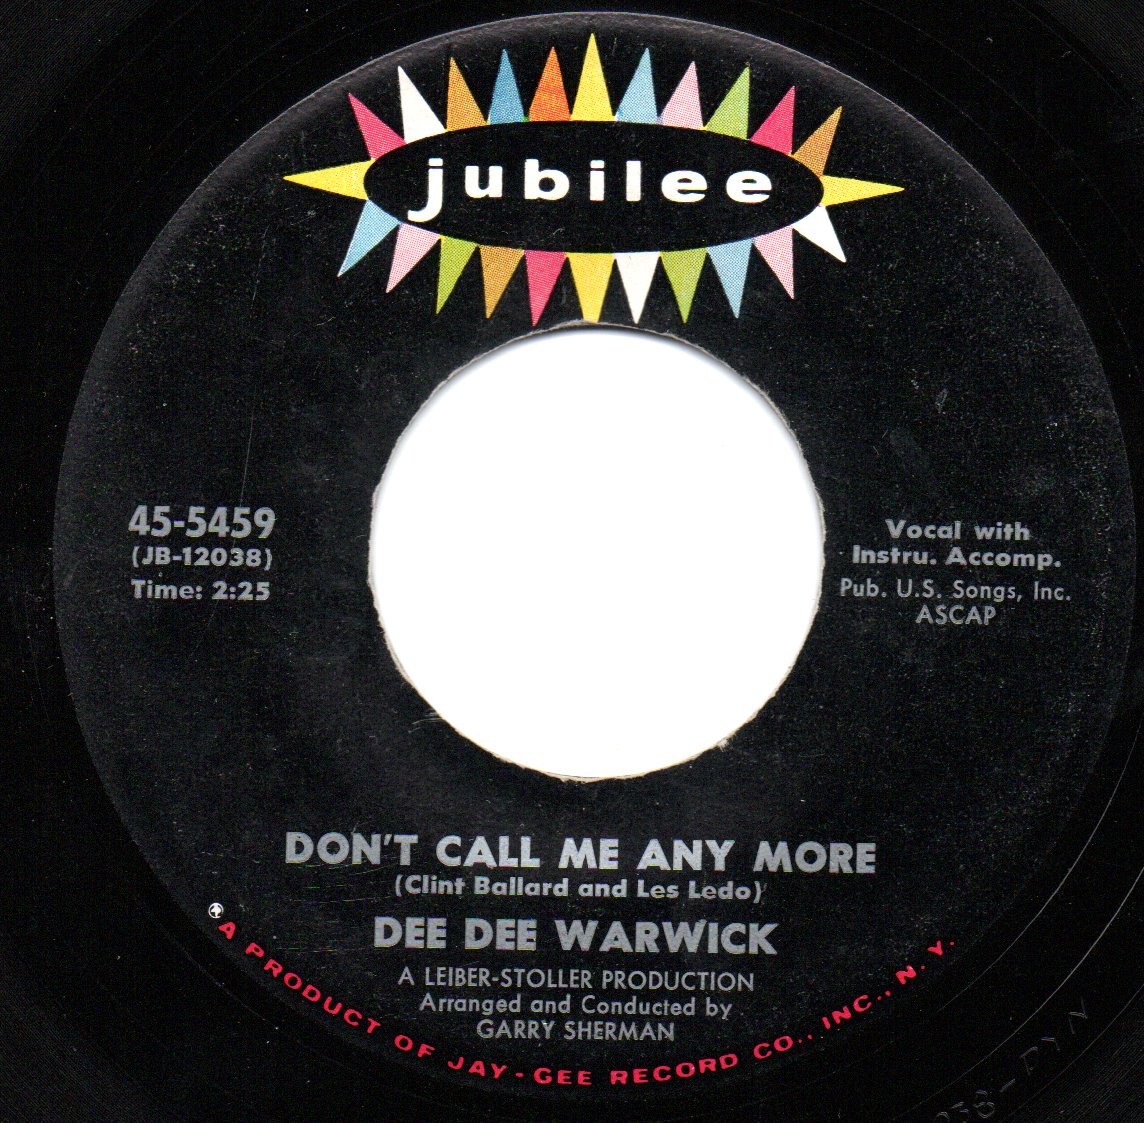 jubilee
45-5459
(JB-12038)
Time: 2:25
Vocal with
Instru. Accomp.
Pub. U.S. Songs, Inc.
ASCAP
DON'T CALL ME ANY MORE
(Clint Ballard and Les Ledo)
DEE DEE WARWICK
A LEIBER-STOLLER PRODUCTION
Arranged and Conducted by
GARRY SHERMAN
A PRODUCT OF JAY-GEE RECORD CO., INC., N.Y.